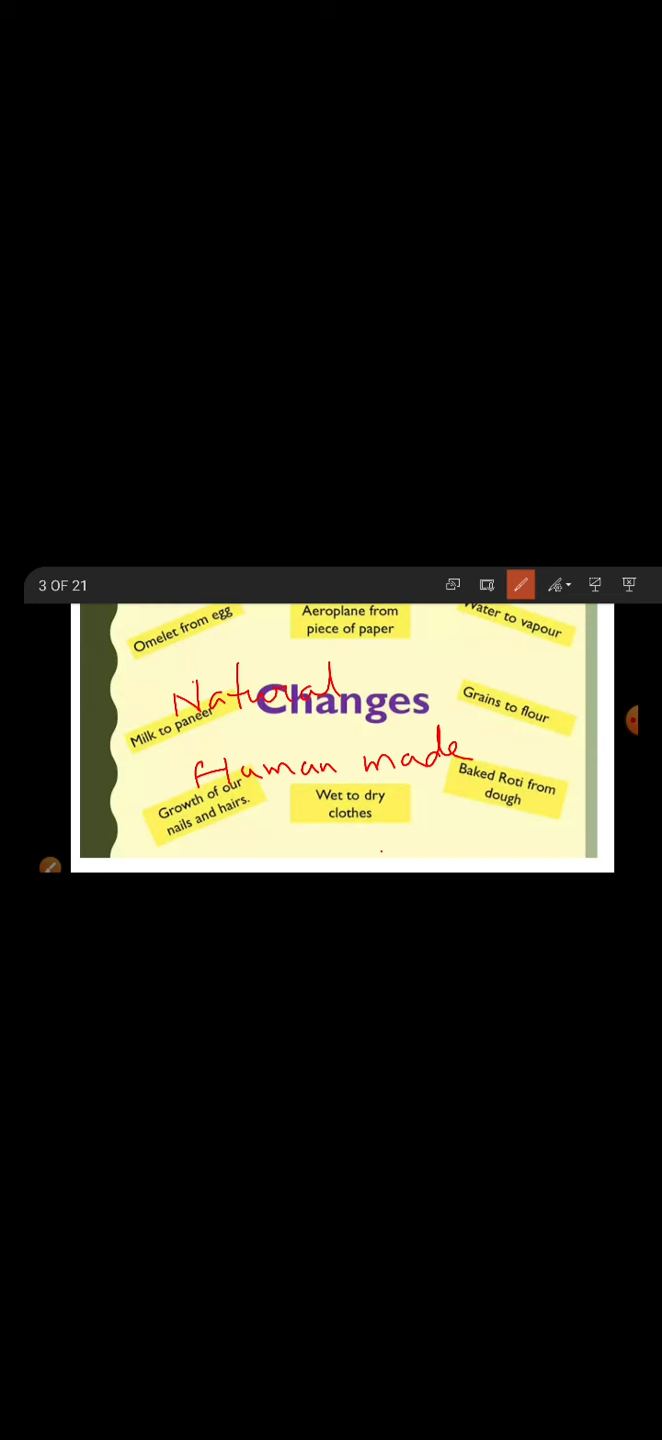 3 OF 21
Omelet from egg
Aeroplane from
piece of paper
Water to vapour
Natural
Changes
Milk to paneer
Grains to flour
Human made
Growth of our
nails and hairs.
Wet to dry
clothes
Baked Roti from
dough